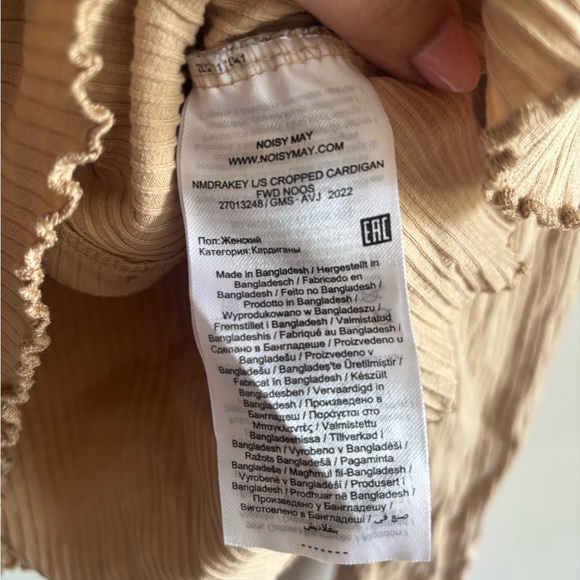 NOISY MAY
WWW.NOISYMAY.COM
NMDRAKEY L/S CROPPED CARDIGAN
FWD NOOS
27013248 / GMS - AVJ 2022
Пол:Женский
Категория:Кардиганы
EAC
Made in Bangladesh / Hergestellt in
Bangladesch / Fabricado en
Bangladesh / Feito no Bangladesh /
Prodotto in Bangladesh /
Wyprodukowano w Bangladeszu /
Fremstillet i Bangladesh / Valmistatud
Bangladeshis / Fabriqué au Bangladesh /
Сделано в Бангладеше / Proizvedeno u
Bangladešu / Proizvedeno v
Bangladešu / Bangladeş'te Üretilmiştir /
Fabricat în Bangladesh / Készült
Bangladesben / Vervaardigd in
Bangladesh / Произведено в
Бангладеш / Παράγεται στο
Μπαγκλαντές / Valmistettu
Bangladeshissa / Tillverkad i
Bangladesh / Vyrobeno v Bangladéši /
Ražots Bangladešā / Pagaminta
Bangladeše / Magħmul fil-Bangladesh /
Vyrobené v Bangladéši / Produsert i
Bangladesh / Prodhuar në Bangladesh /
Произведено у Бангладешу /
Виготовлено в Бангладеші / صنع في
بنغلاديش